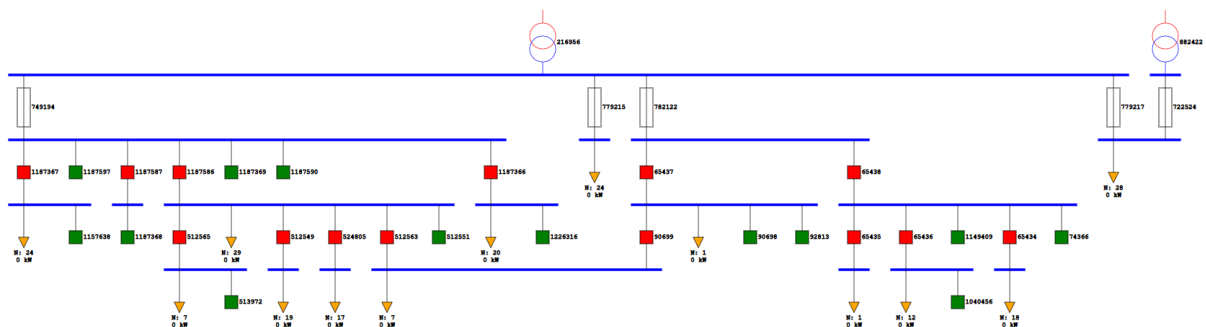 216956
882422
749194
779215
782122
779217
722524
1187367
1187597
1187587
1187586
1187369
1187590
1187366
65437
65438
N: 24
0 kW
N: 28
0 kW
1157638
1187368
512565
512549
524805
512563
512551
1226316
90699
90698
92813
65435
65436
1149409
65434
74366
N: 24
0 kW
N: 29
0 kW
N: 20
0 kW
N: 1
0 kW
513972
1040456
N: 7
0 kW
N: 19
0 kW
N: 17
0 kW
N: 7
0 kW
N: 1
0 kW
N: 12
0 kW
N: 18
0 kW